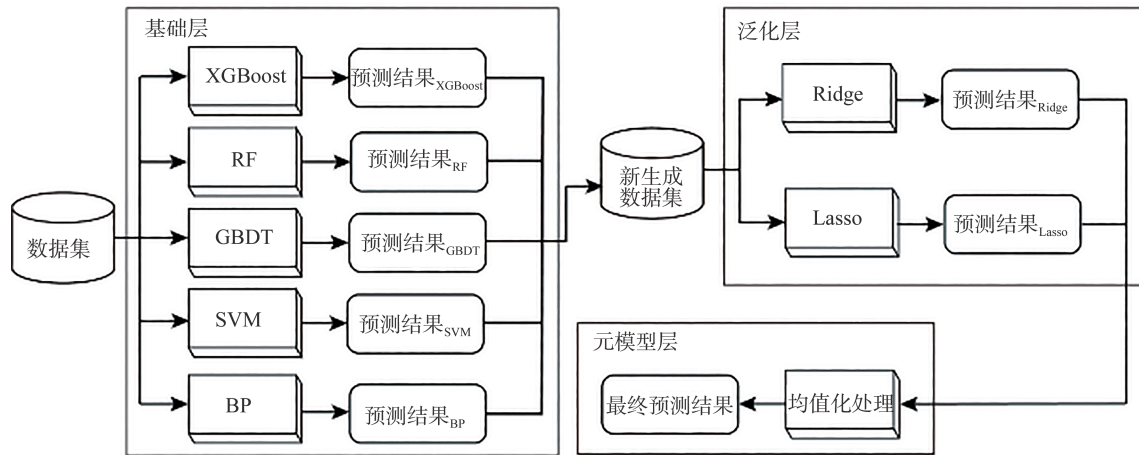 数据集
基础层
XGBoost
预测结果XGBoost
RF
预测结果RF
GBDT
预测结果GBDT
SVM
预测结果SVM
BP
预测结果BP
新生成
数据集
泛化层
Ridge
预测结果Ridge
Lasso
预测结果Lasso
元模型层
最终预测结果
均值化处理